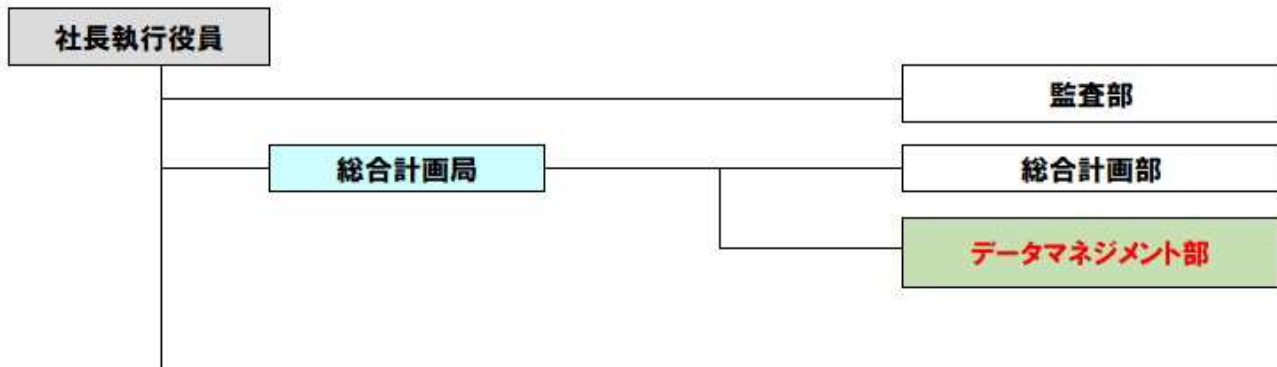 社長執行役員
監査部
総合計画局
総合計画部
データマネジメント部